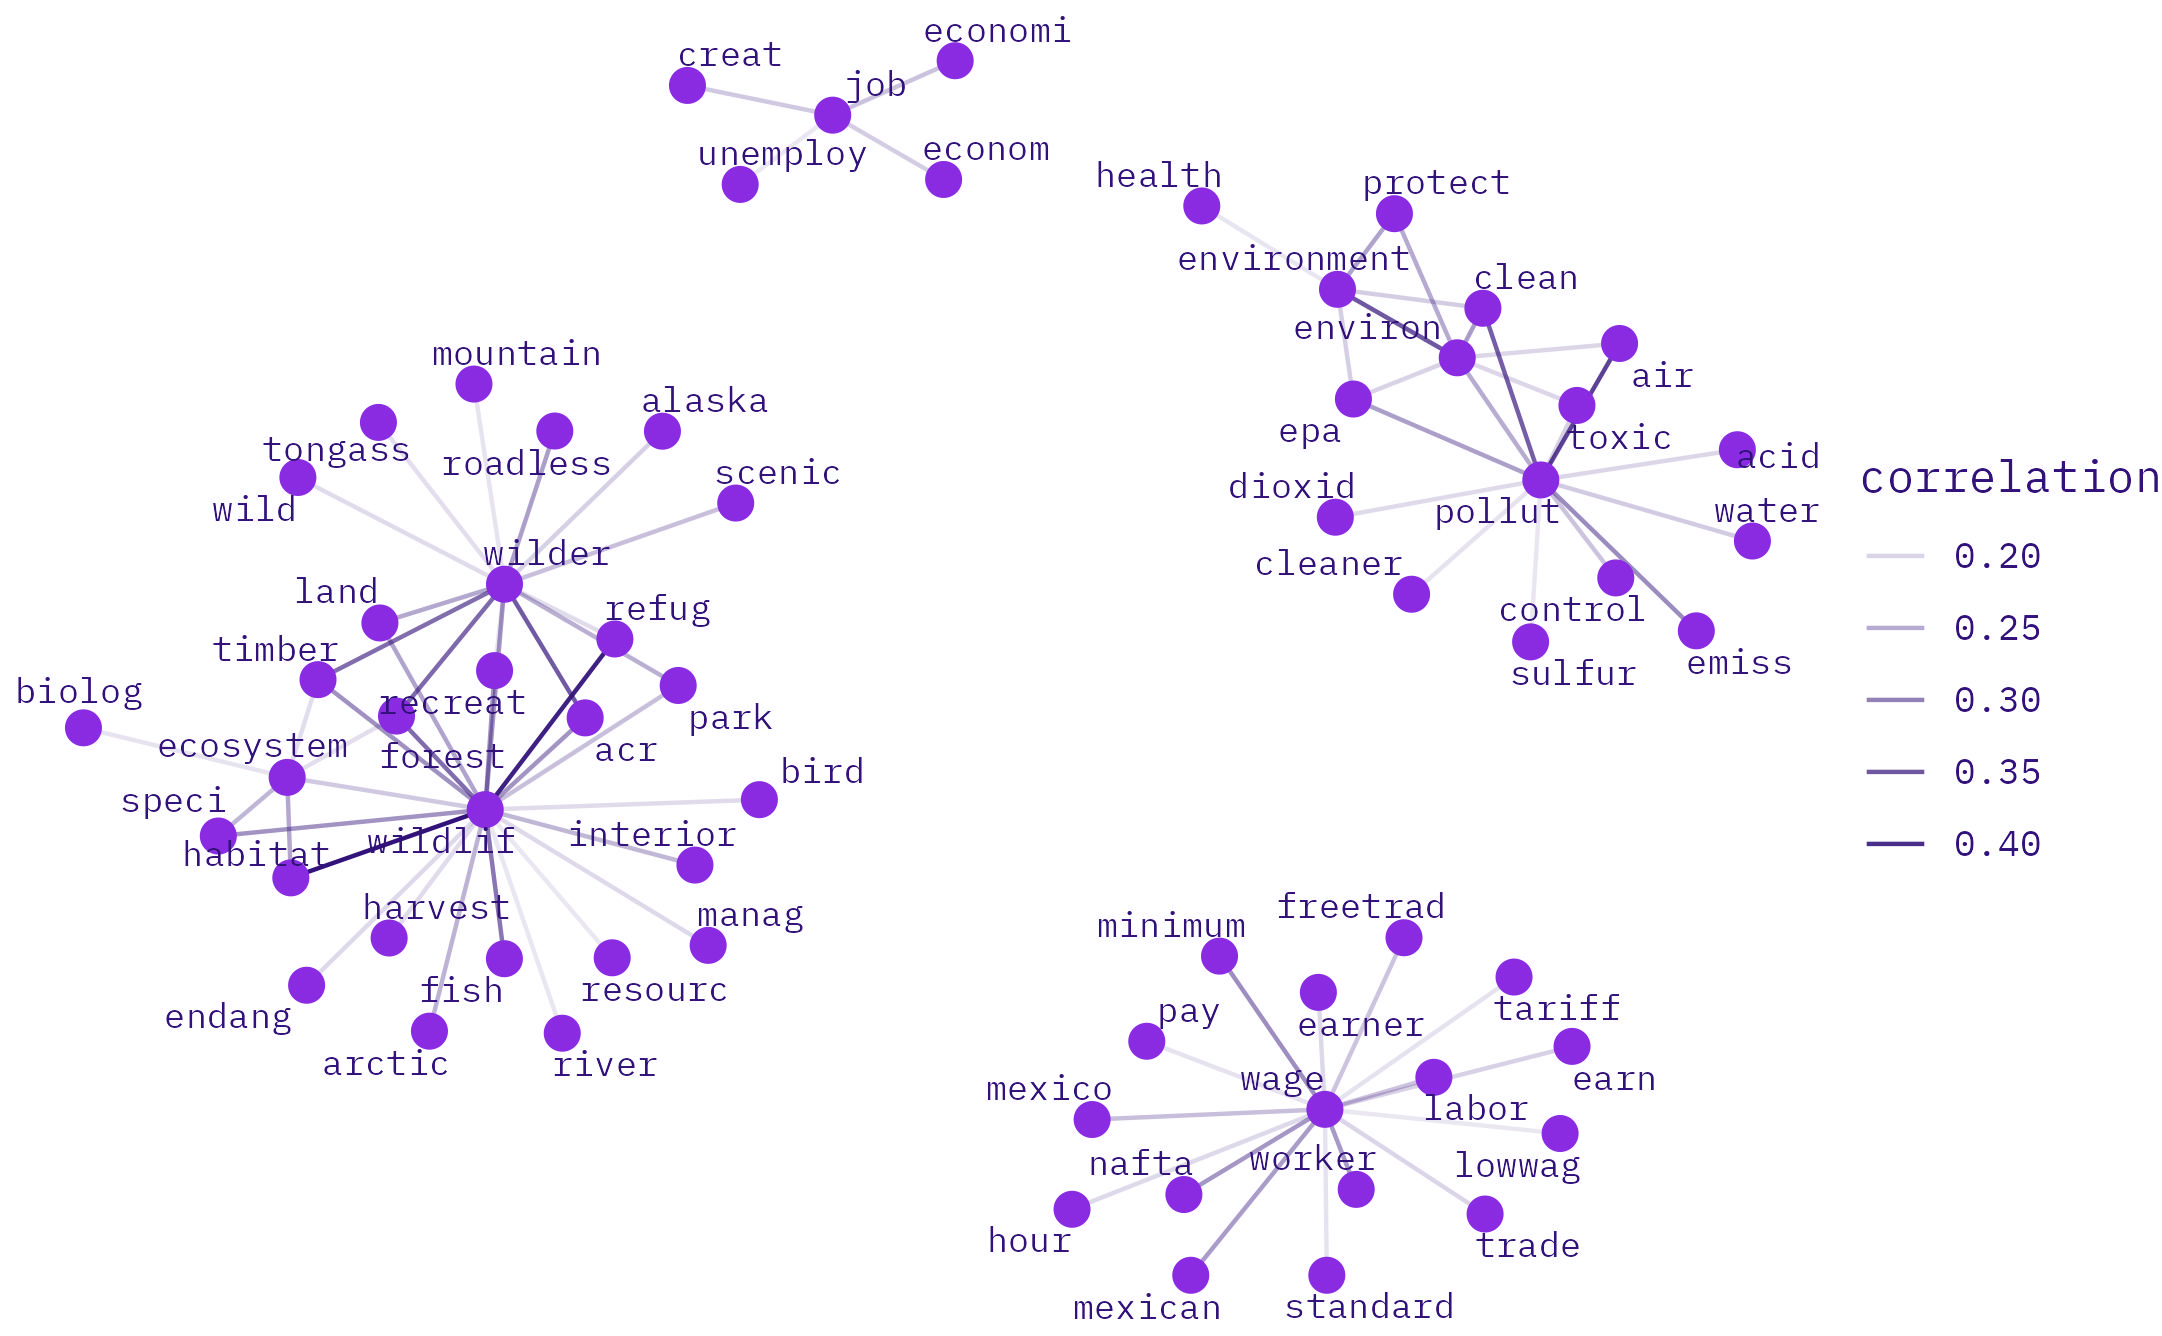 economi
creat
job
unemploy
econom
health
protect
environment
clean
environ
air
epa
toxic
acid
dioxid
pollut
water
cleaner
control
sulfur
emiss
mountain
alaska
tongass
roadless
scenic
wild
wilder
land
refug
timber
biolog
recreat
park
ecosystem
forest
acr
bird
speci
habitat
wildlif
interior
harvest
manag
fish
resourc
endang
arctic
river
freetrad
minimum
pay
earner
tariff
mexico
wage
earn
labor
nafta
worker
lowwag
hour
trade
mexican
standard
correlation
0.20
0.25
0.30
0.35
0.40